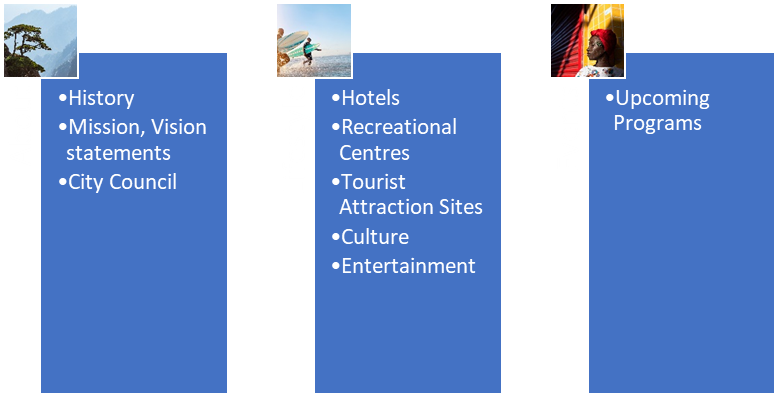 •History
•Mission, Vision
statements
•City Council
•Hotels
•Recreational
Centres
•Tourist
Attraction Sites
•Culture
•Entertainment
•Upcoming
Programs